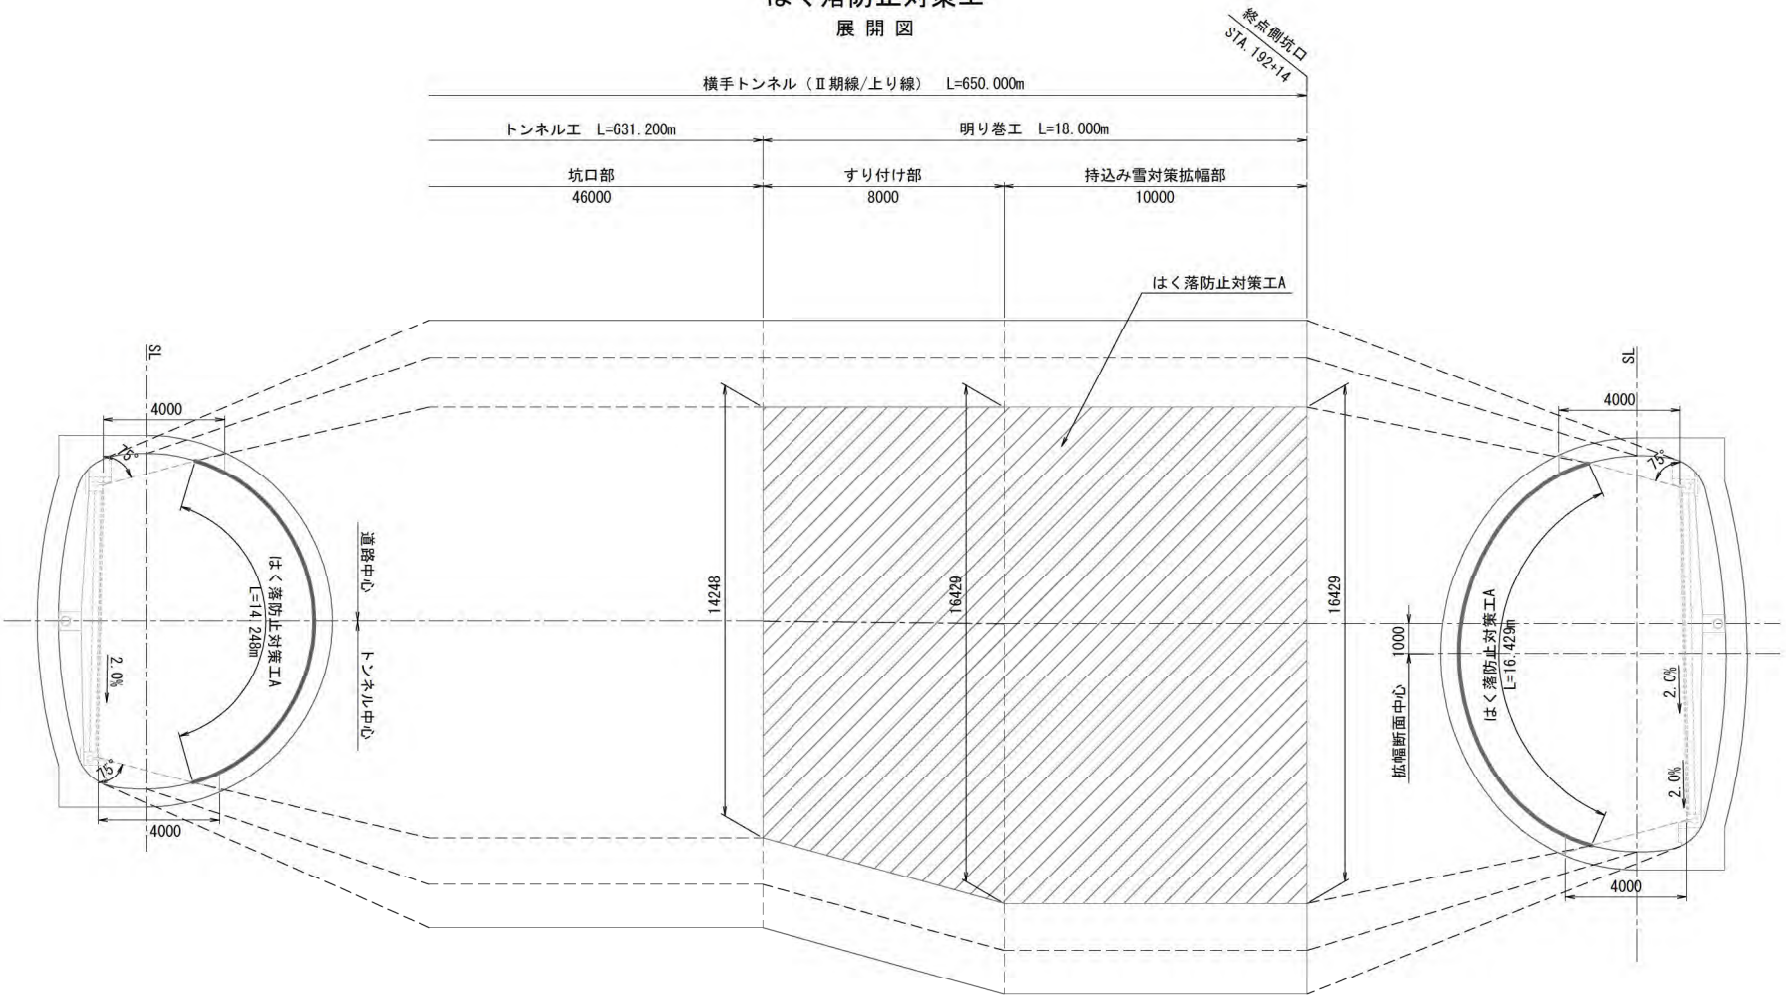 はく落防止対策工
展 開 図
終点側坑口
STA. 192+14
横手トンネル(Ⅱ期線/上り線) L=650.000m
トンネル工 L=631.200m
明り巻工 L=18.000m
坑口部
46000
すり付け部
8000
持込み雪対策拡幅部
10000
はく落防止対策工A
SL
4000
75°
はく落防止対策工A
L=14.248m
2.0%
75°
4000
道路中心
トンネル中心
14248
16429
16429
1000
拡幅断面中心
SL
4000
75°
はく落防止対策工A
L=16.429m
2.0%
2.0%
4000